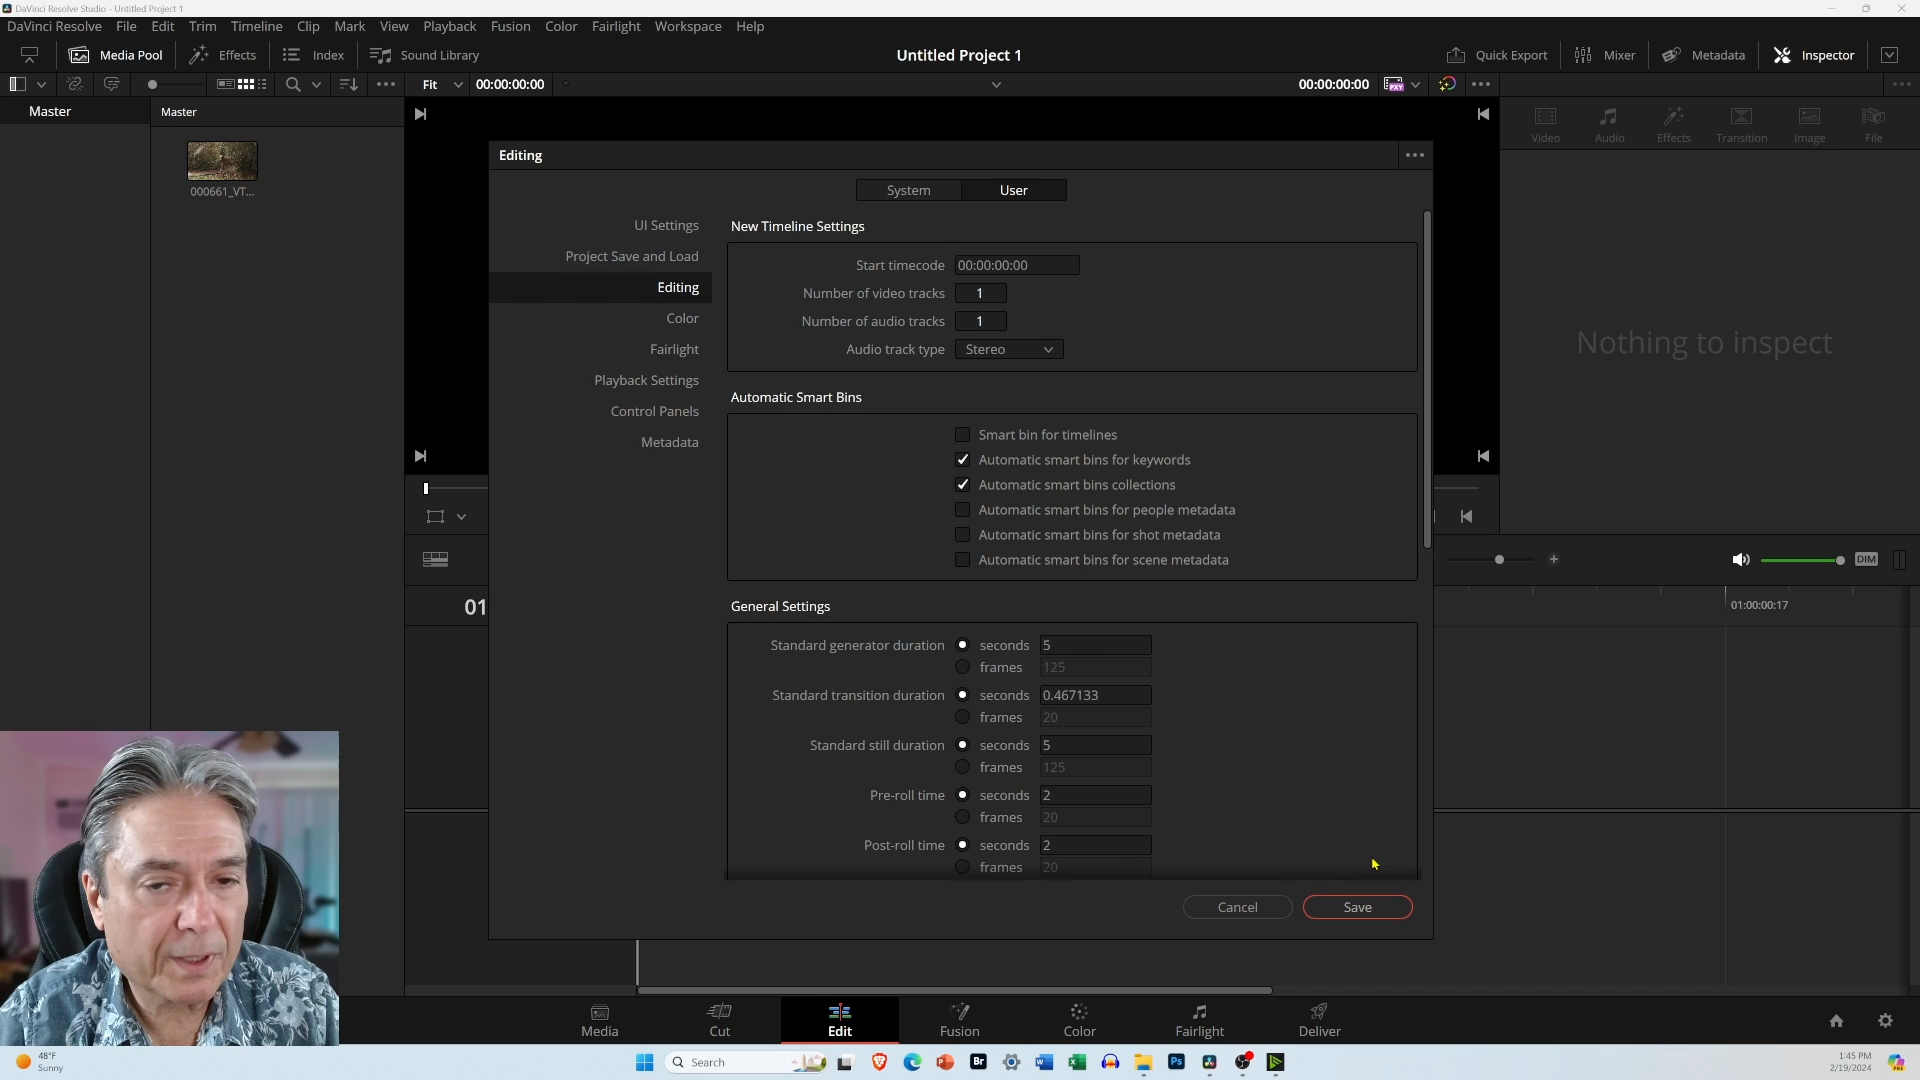 DaVinci Resolve Studio - Untitled Project 1
DaVinci Resolve File Edit Trim Timeline Clip Mark View Playback Fusion Color Fairlight Workspace Help
Media Pool Effects Index Sound Library Untitled Project 1 Quick Export Mixer Metadata Inspector
Fit 00:00:00:00 00:00:00:00
Master Master
Video Audio Effects Transition Image File
000661_VT...
Editing
System User
UI Settings
Project Save and Load
Editing
Color
Fairlight
Playback Settings
Control Panels
Metadata
New Timeline Settings
Start timecode 00:00:00:00
Number of video tracks 1
Number of audio tracks 1
Audio track type Stereo
Automatic Smart Bins
Smart bin for timelines
Automatic smart bins for keywords
Automatic smart bins collections
Automatic smart bins for people metadata
Automatic smart bins for shot metadata
Automatic smart bins for scene metadata
General Settings
Standard generator duration seconds 5
frames 125
Standard transition duration seconds 0.467133
frames 20
Standard still duration seconds 5
frames 125
Pre-roll time seconds 2
frames 20
Post-roll time seconds 2
frames 20
Cancel Save
Nothing to inspect
DIM
01
01:00:00:17
Media Cut Edit Fusion Color Fairlight Deliver
48°F
Sunny
Search
1:45 PM
2/19/2024